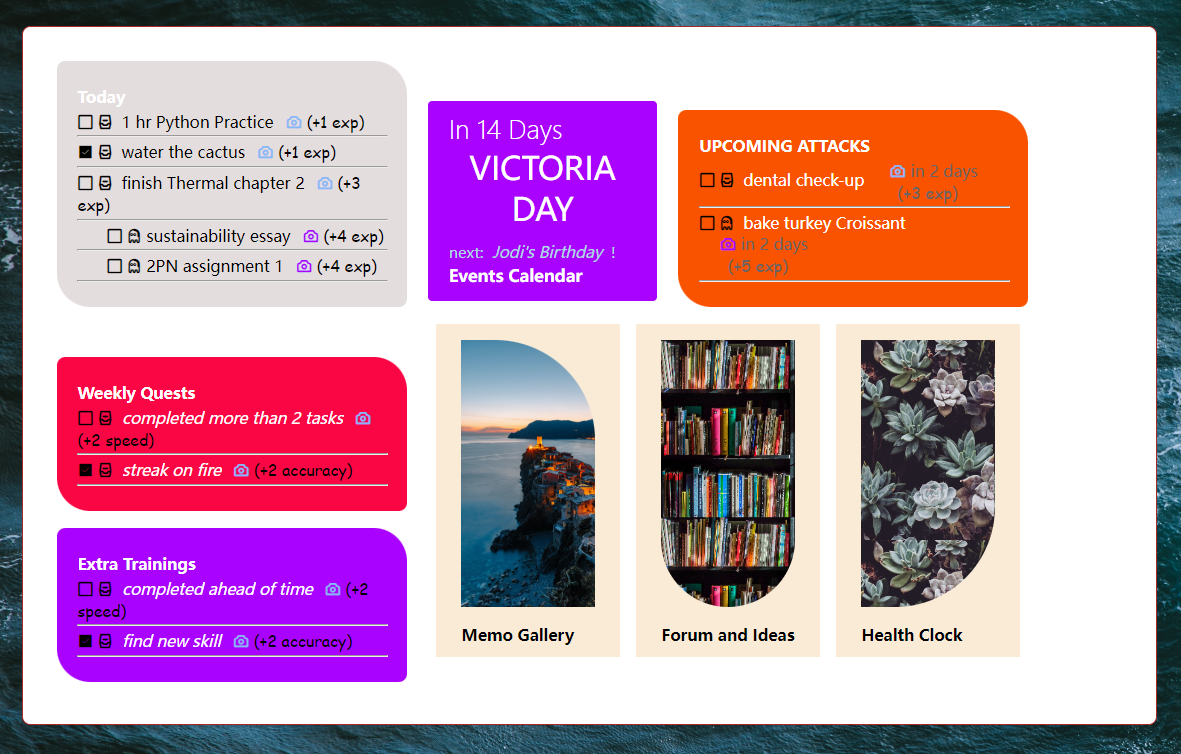 Today
1 hr Python Practice (+1 exp)
water the cactus (+1 exp)
finish Thermal chapter 2 (+3
exp)
sustainability essay (+4 exp)
2PN assignment 1 (+4 exp)
In 14 Days
VICTORIA
DAY
next: Jodi's Birthday !
Events Calendar
UPCOMING ATTACKS
dental check-up
in 2 days
(+3 exp)
bake turkey Croissant
in 2 days
(+5 exp)
Weekly Quests
completed more than 2 tasks
(+2 speed)
streak on fire (+2 accuracy)
Extra Trainings
completed ahead of time (+2
speed)
find new skill (+2 accuracy)
Memo Gallery
Forum and Ideas
Health Clock